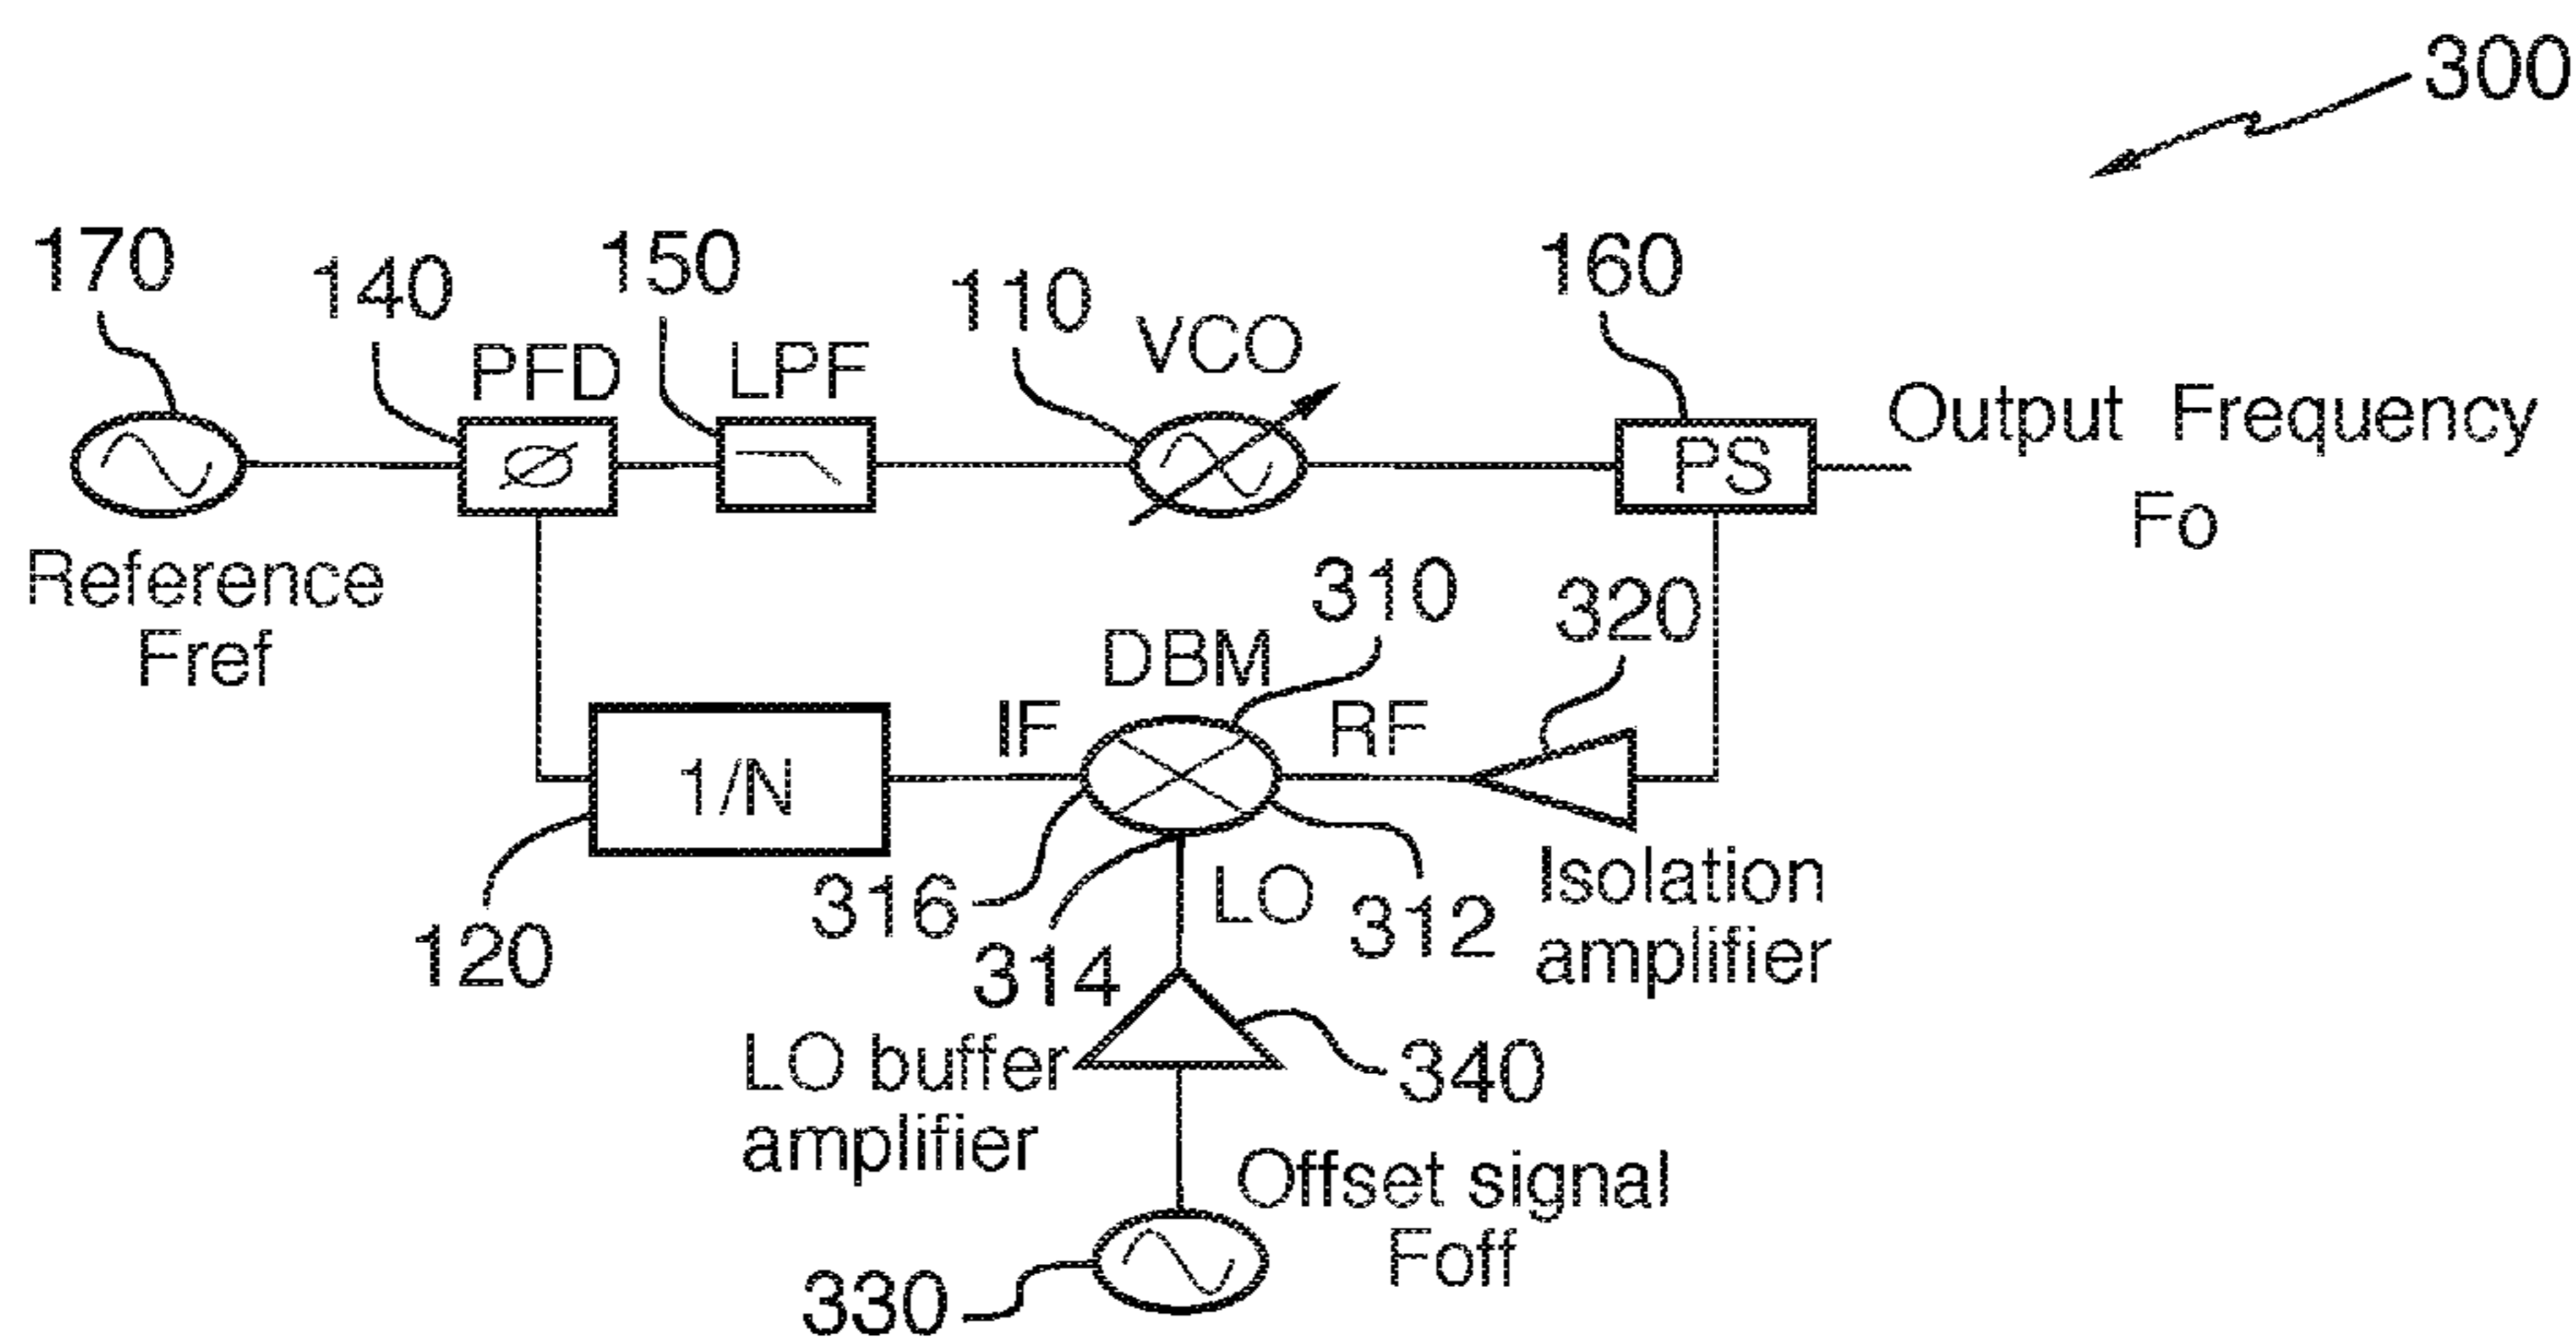 300
170
140
150
110
160
PFD
LPF
VCO
Ø
PS
Output Frequency
Fo
Reference
Fref
310
320
DBM
IF
RF
1/N
316
314
LO
312
Isolation
amplifier
120
LO buffer
amplifier
340
Offset signal
Foff
330